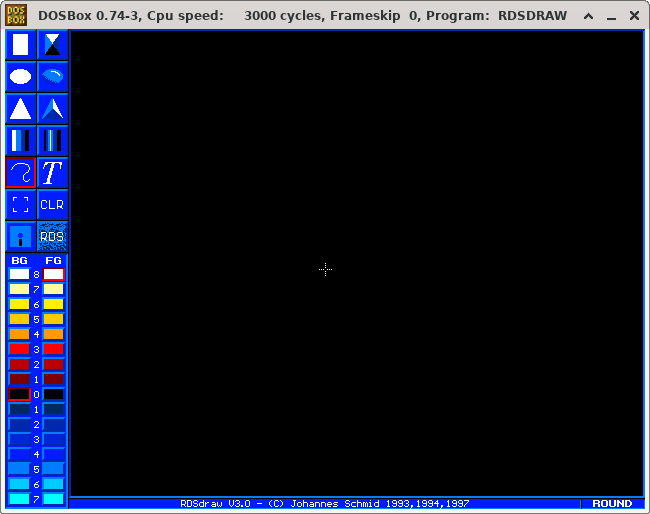 DOS BOX DOSBox 0.74-3, Cpu speed: 3000 cycles, Frameskip 0, Program: RDSDRAW
T
CLR
i RDS
BG FG
8
7
6
5
4
3
2
1
0
1
2
3
4
5
6
7
RDSdraw V3.0 - (C) Johannes Schmid 1993,1994,1997 ROUND